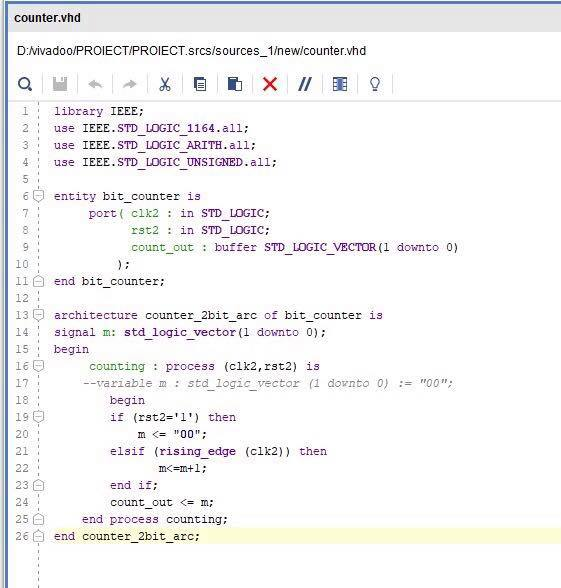 counter.vhd
D:/vivadoo/PROIECT/PROIECT.srcs/sources_1/new/counter.vhd
1 library IEEE;
2 use IEEE.STD_LOGIC_1164.all;
3 use IEEE.STD_LOGIC_ARITH.all;
4 use IEEE.STD_LOGIC_UNSIGNED.all;
5
6 entity bit_counter is
7 port( clk2 : in STD_LOGIC;
8 rst2 : in STD_LOGIC;
9 count_out : buffer STD_LOGIC_VECTOR(1 downto 0)
10 );
11 end bit_counter;
12
13 architecture counter_2bit_arc of bit_counter is
14 signal m: std_logic_vector(1 downto 0);
15 begin
16 counting : process (clk2,rst2) is
17 --variable m : std_logic_vector (1 downto 0) := "00";
18 begin
19 if (rst2='1') then
20 m <= "00";
21 elsif (rising_edge (clk2)) then
22 m<=m+1;
23 end if;
24 count_out <= m;
25 end process counting;
26 end counter_2bit_arc;